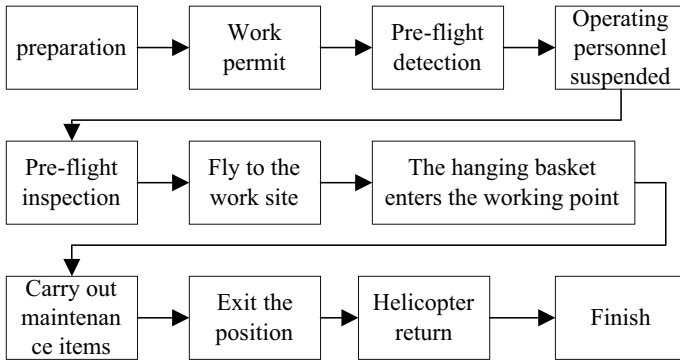 preparation
Work
permit
Pre-flight
detection
Operating
personnel
suspended
Pre-flight
inspection
Fly to the
work site
The hanging basket
enters the working point
Carry out
maintenan
ce items
Exit the
position
Helicopter
return
Finish